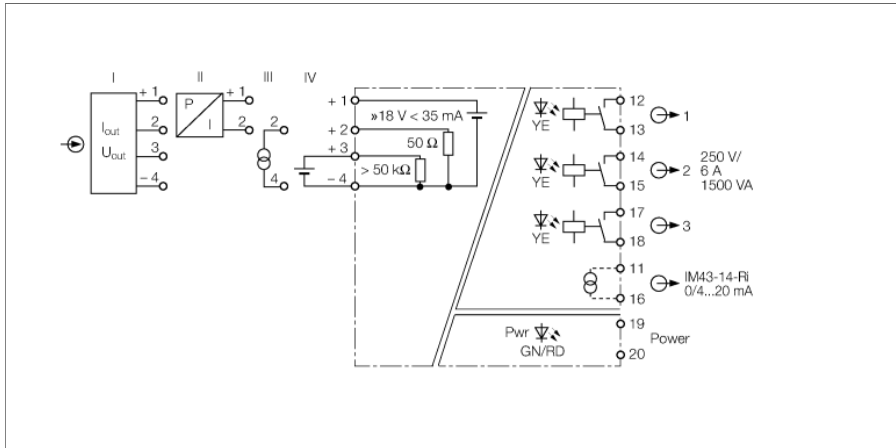 I II III IV
+ 1
2
3
− 4
I out
U out
P
I
+ 1
2
2
4
+ 1
+ 2
+ 3
− 4
»18 V < 35 mA
50 Ω
> 50 kΩ
YE
12
13
1
YE
14
15
2
250 V/
6 A
1500 VA
YE
17
18
3
11
16
IM43-14-Ri
0/4...20 mA
Pwr
GN/RD
19
20
Power